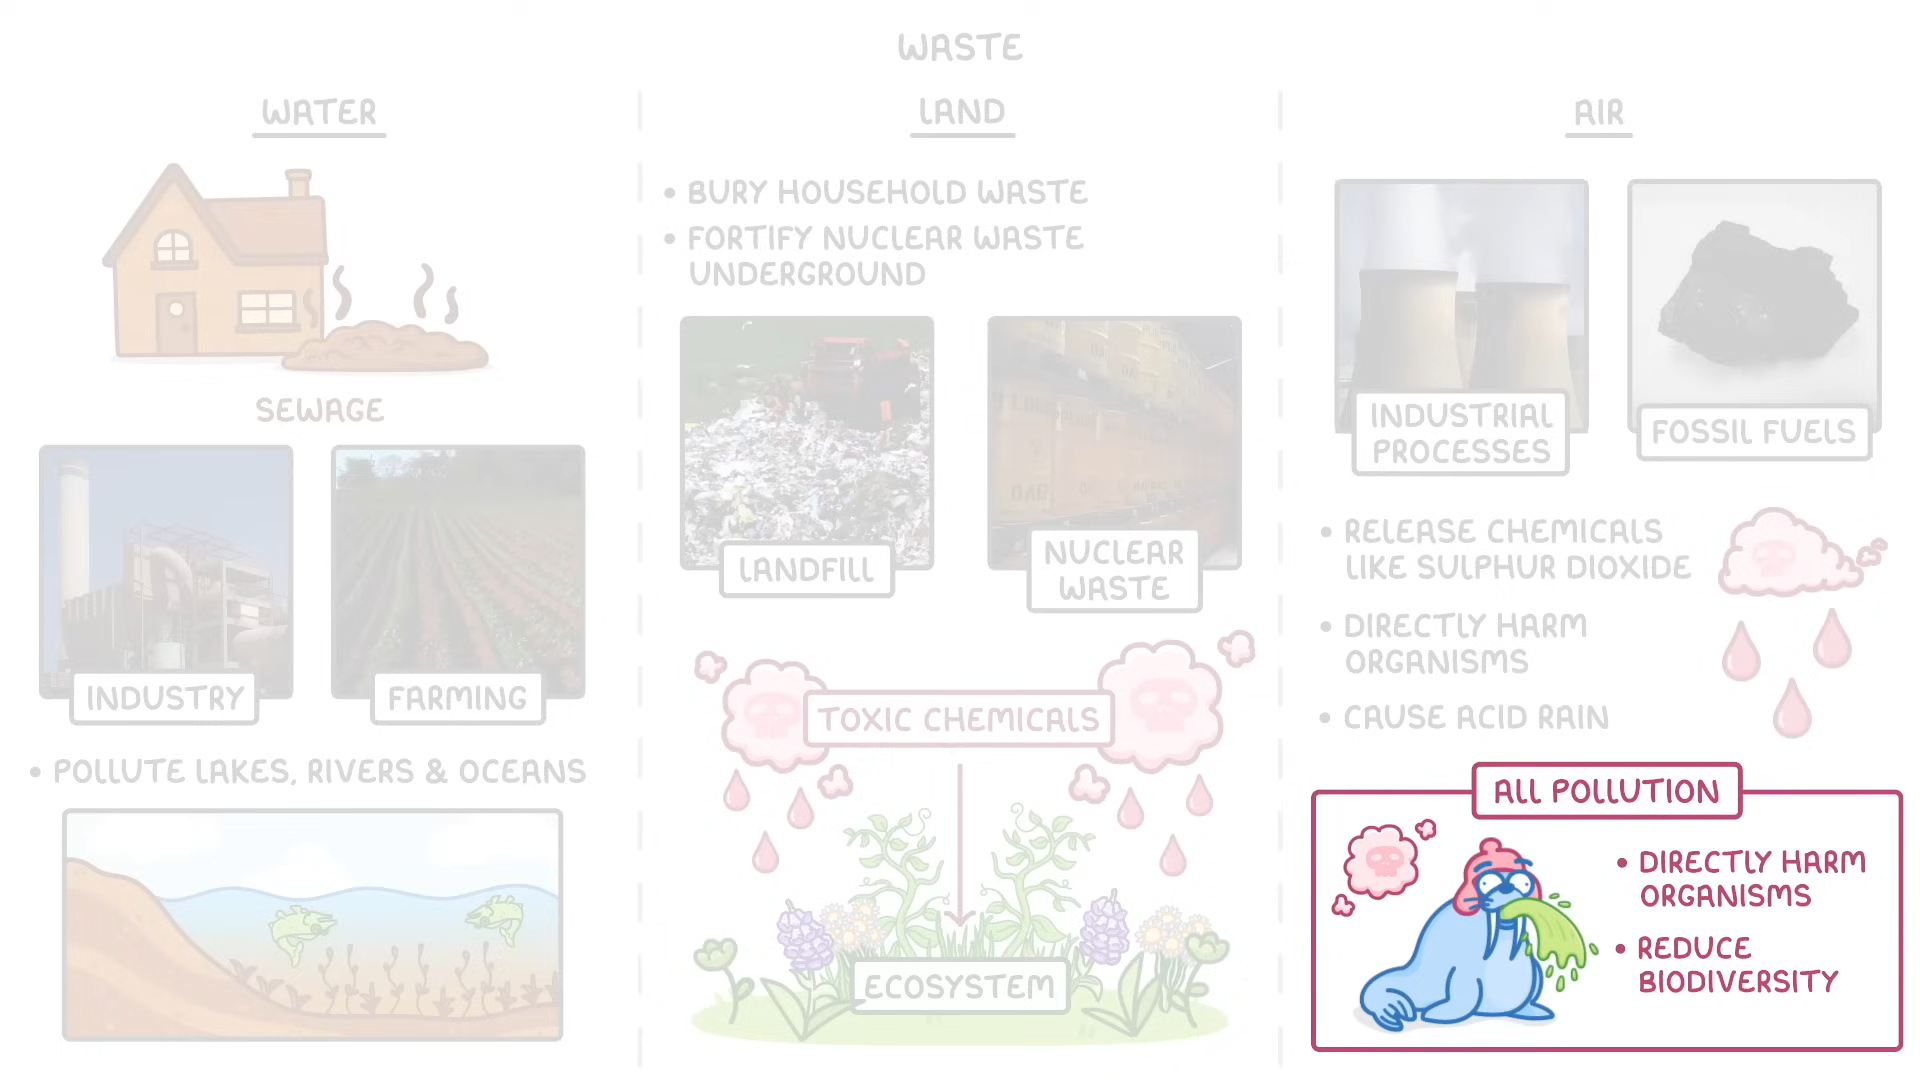 WASTE
WATER
SEWAGE
INDUSTRY
FARMING
• POLLUTE LAKES, RIVERS & OCEANS
LAND
• BURY HOUSEHOLD WASTE
• FORTIFY NUCLEAR WASTE
UNDERGROUND
LANDFILL
NUCLEAR
WASTE
TOXIC CHEMICALS
ECOSYSTEM
AIR
INDUSTRIAL
PROCESSES
FOSSIL FUELS
• RELEASE CHEMICALS
LIKE SULPHUR DIOXIDE
• DIRECTLY HARM
ORGANISMS
• CAUSE ACID RAIN
ALL POLLUTION
• DIRECTLY HARM
ORGANISMS
• REDUCE
BIODIVERSITY